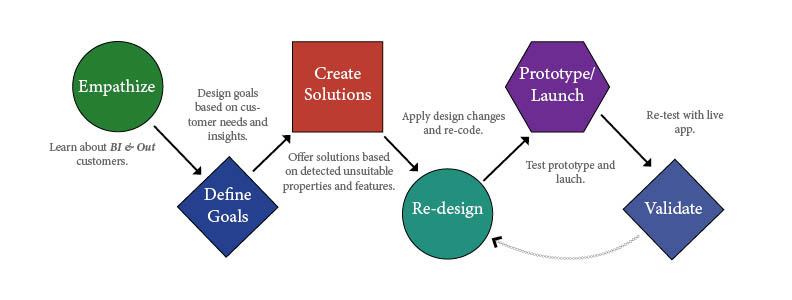 Empathize
Learn about BI & Out
customers.
Define
Goals
Design goals
based on cus-
tomer needs and
insights.
Create
Solutions
Offer solutions based
on detected unsuitable
properties and features.
Re-design
Apply design changes
and re-code.
Prototype/
Launch
Test prototype and
lauch.
Validate
Re-test with live
app.